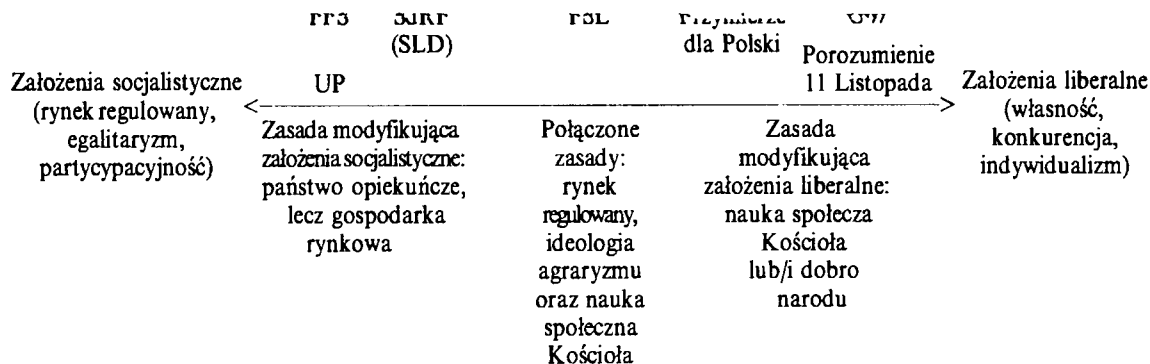 PSL
(SLD)
dla Polski
Porozumienie
UP
11 Listopada
Założenia socjalistyczne
(rynek regulowany,
egalitaryzm,
partycypacyjność)
Założenia liberalne
(własność,
konkurencja,
indywidualizm)
Zasada modyfikująca
założenia socjalistyczne:
państwo opiekuńcze,
lecz gospodarka
rynkowa
Połączone
zasady:
rynek
regulowany,
ideologia
agraryzmu
oraz nauka
społeczna
Kościoła
Zasada
modyfikująca
założenia liberalne:
nauka społecza
Kościoła
lub/i dobro
narodu